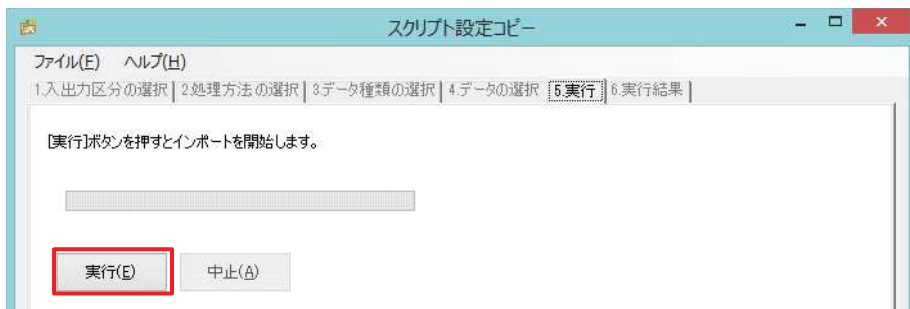 スクリプト設定コピー
ファイル(F) ヘルプ(H)
1.入出力区分の選択 2.処理方法の選択 3.データ種類の選択 4.データの選択 5.実行 6.実行結果
[実行]ボタンを押すとインポートを開始します。
実行(E) 中止(A)